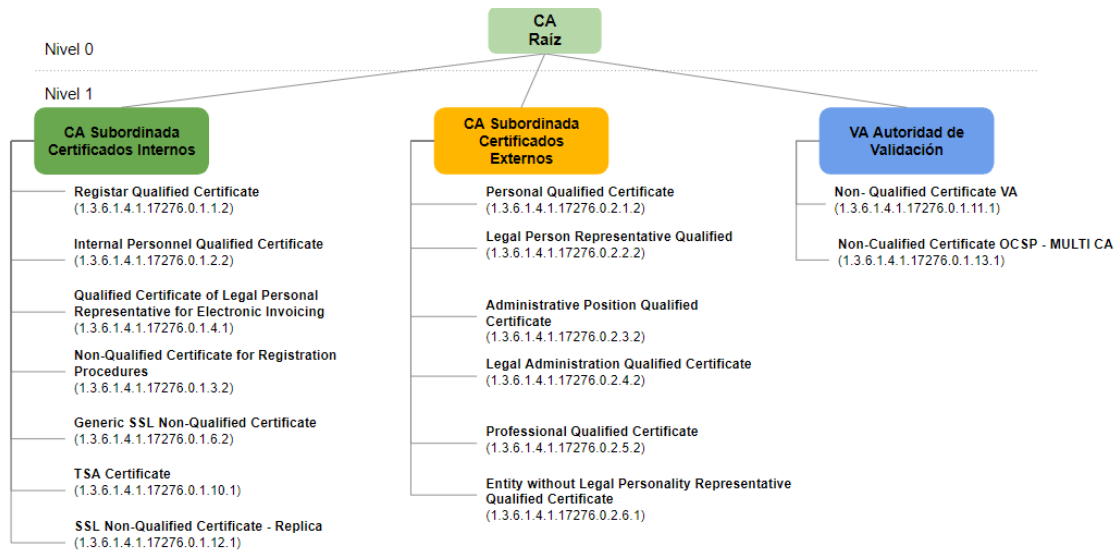 CA
Raíz
Nivel 0
Nivel 1
CA Subordinada
Certificados Internos
Registar Qualified Certificate
(1.3.6.1.4.1.17276.0.1.1.2)
Internal Personnel Qualified Certificate
(1.3.6.1.4.1.17276.0.1.2.2)
Qualified Certificate of Legal Personal
Representative for Electronic Invoicing
(1.3.6.1.4.1.17276.0.1.4.1)
Non-Qualified Certificate for Registration
Procedures
(1.3.6.1.4.1.17276.0.1.3.2)
Generic SSL Non-Qualified Certificate
(1.3.6.1.4.1.17276.0.1.6.2)
TSA Certificate
(1.3.6.1.4.1.17276.0.1.10.1)
SSL Non-Qualified Certificate - Replica
(1.3.6.1.4.1.17276.0.1.12.1)
CA Subordinada
Certificados
Externos
Personal Qualified Certificate
(1.3.6.1.4.1.17276.0.2.1.2)
Legal Person Representative Qualified
(1.3.6.1.4.1.17276.0.2.2.2)
Administrative Position Qualified
Certificate
(1.3.6.1.4.1.17276.0.2.3.2)
Legal Administration Qualified Certificate
(1.3.6.1.4.1.17276.0.2.4.2)
Professional Qualified Certificate
(1.3.6.1.4.1.17276.0.2.5.2)
Entity without Legal Personality Representative
Qualified Certificate
(1.3.6.1.4.1.17276.0.2.6.1)
VA Autoridad de
Validación
Non- Qualified Certificate VA
(1.3.6.1.4.1.17276.0.1.11.1)
Non-Cualified Certificate OCSP - MULTI CA
(1.3.6.1.4.1.17276.0.1.13.1)